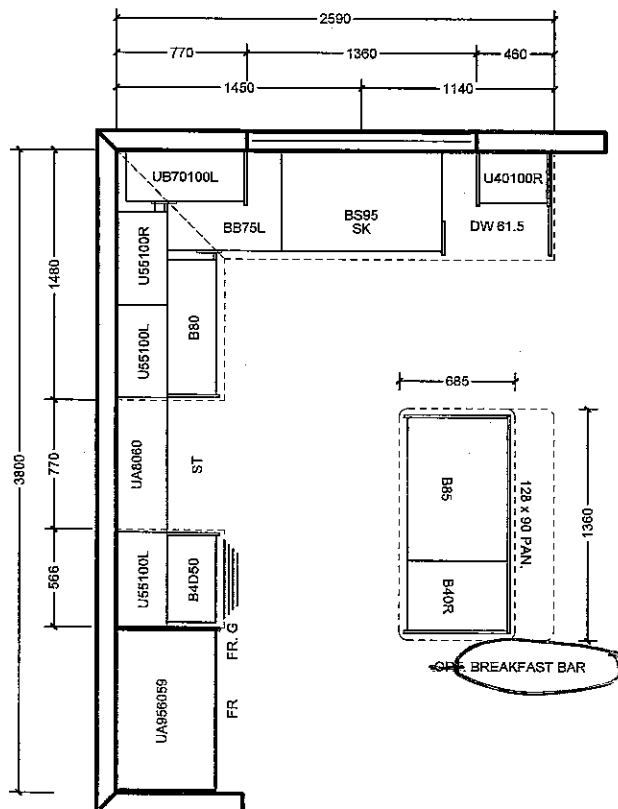 2590
770
1360
460
1450
1140
UB70100L
U40100R
BB75L
BS95
SK
DW 61.5
U55100R
1480
B80
U55100L
685
3800
770
UA8060
ST
B85
128 x 90 PAN.
1360
566
U55100L
B4D50
B40R
FR. G
BREAKFAST BAR
UA956059
FR